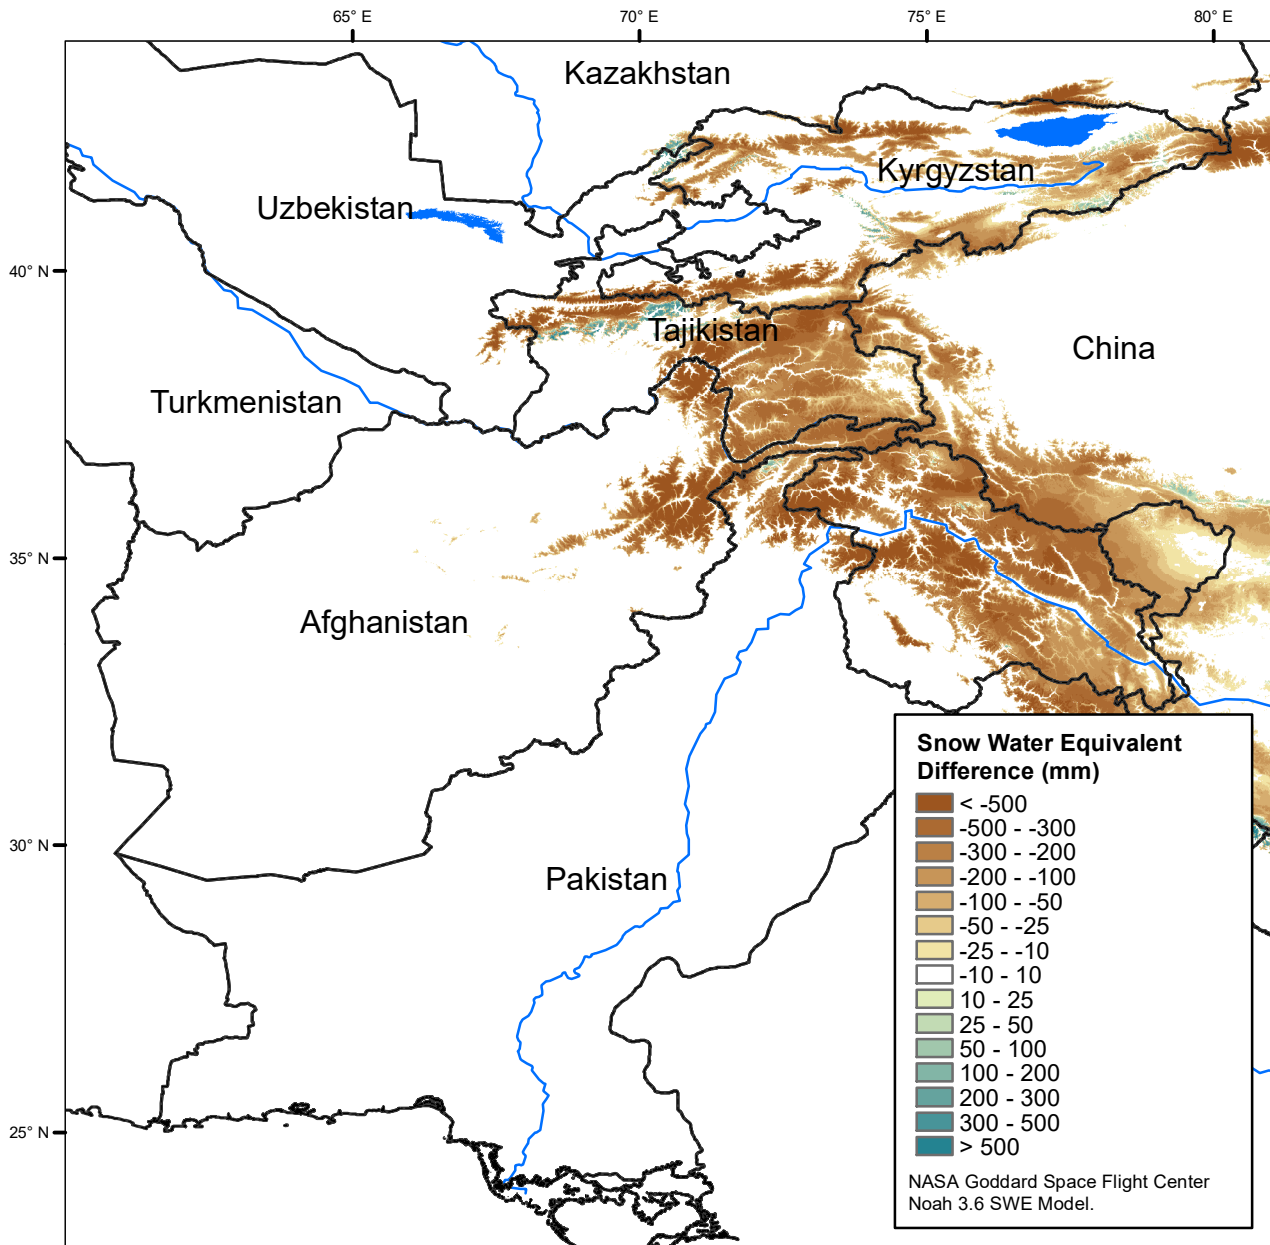 65° E
70° E
75° E
80° E
Kazakhstan
Kyrgyzstan
Uzbekistan
40° N
Tajikistan
China
Turkmenistan
35° N
Afghanistan
30° N
Pakistan
25° N
Snow Water Equivalent
Difference (mm)
< -500
-500 - -300
-300 - -200
-200 - -100
-100 - -50
-50 - -25
-25 - -10
-10 - 10
10 - 25
25 - 50
50 - 100
100 - 200
200 - 300
300 - 500
> 500
NASA Goddard Space Flight Center
Noah 3.6 SWE Model.